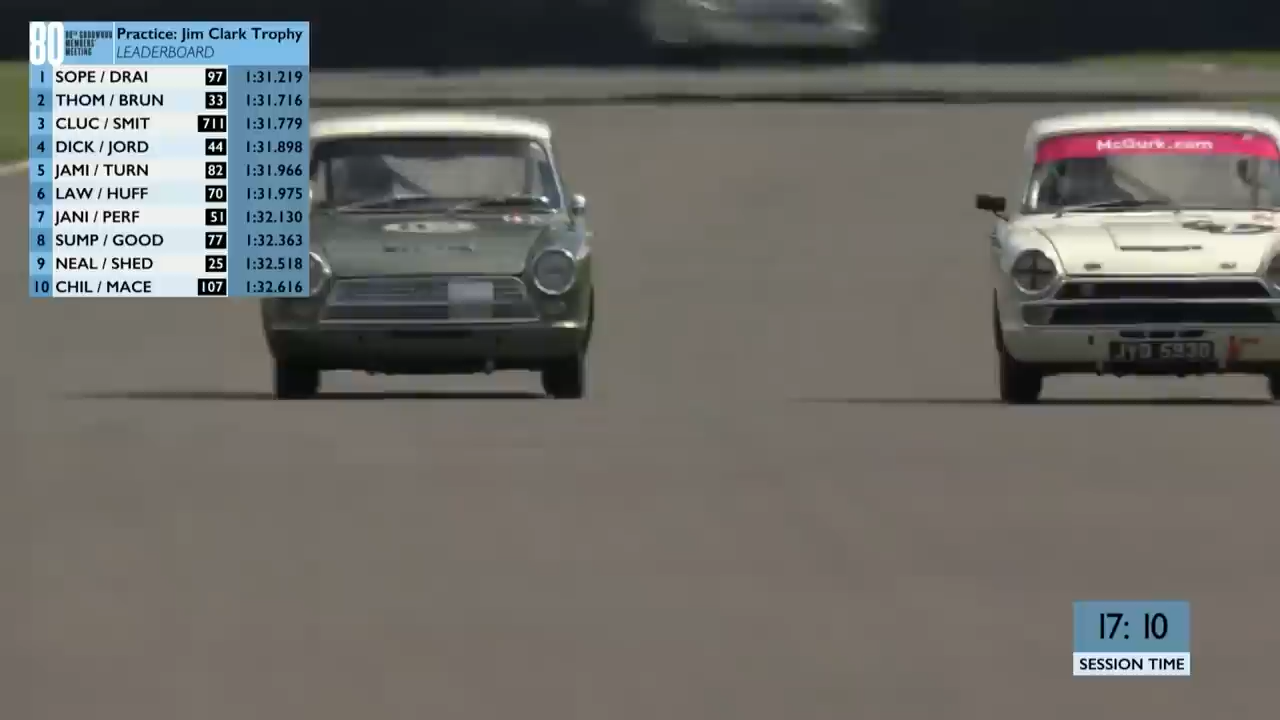 80
80TH GOODWOOD
MEMBERS'
MEETING
Practice: Jim Clark Trophy
LEADERBOARD
1 SOPE / DRAI 97 1:31.219
2 THOM / BRUN 33 1:31.716
3 CLUC / SMIT 711 1:31.779
4 DICK / JORD 44 1:31.898
5 JAMI / TURN 82 1:31.966
6 LAW / HUFF 70 1:31.975
7 JANI / PERF 51 1:32.130
8 SUMP / GOOD 77 1:32.363
9 NEAL / SHED 25 1:32.518
10 CHIL / MACE 107 1:32.616
McGurk.com
17: 10
SESSION TIME